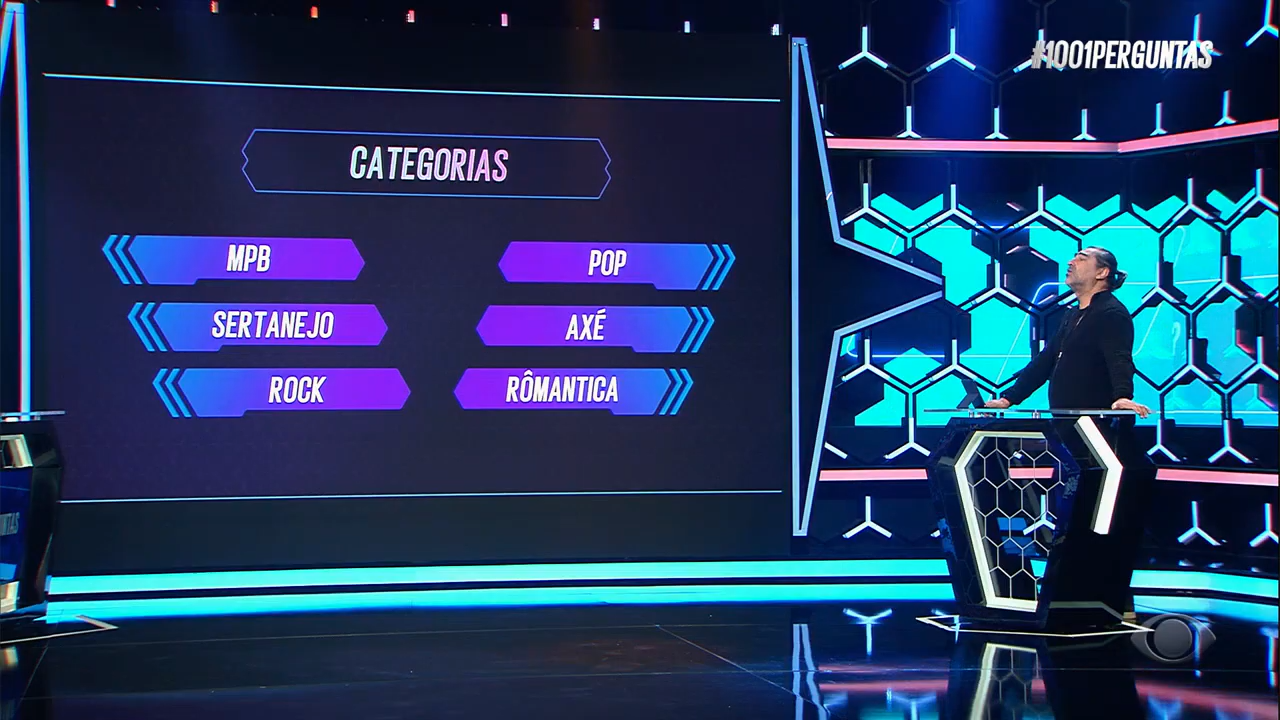 #1001PERGUNTAS
CATEGORIAS
MPB
POP
SERTANEJO
AXÉ
ROCK
RÔMANTICA